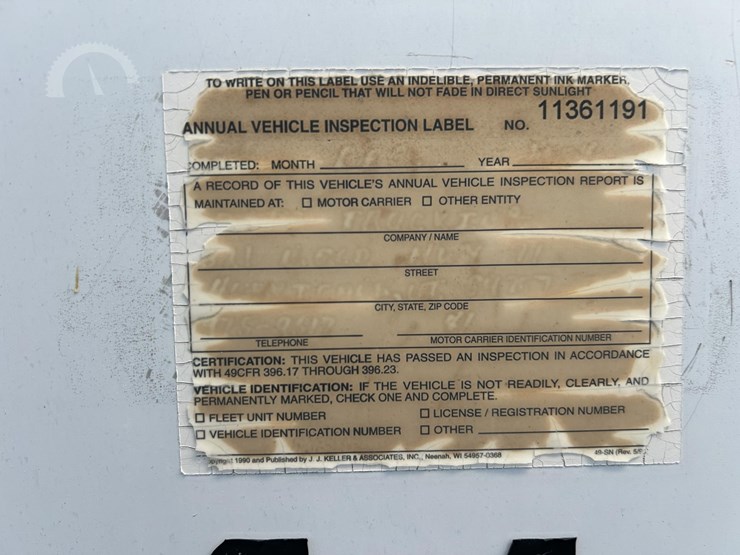 TO WRITE ON THIS LABEL USE AN INDELIBLE, PERMANENT INK MARKER.
PEN OR PENCIL THAT WILL NOT FADE IN DIRECT SUNLIGHT
ANNUAL VEHICLE INSPECTION LABEL NO. 11361191
COMPLETED: MONTH YEAR
A RECORD OF THIS VEHICLE'S ANNUAL VEHICLE INSPECTION REPORT IS
MAINTAINED AT: ☐ MOTOR CARRIER ☐ OTHER ENTITY
COMPANY / NAME
STREET
CITY, STATE, ZIP CODE
TELEPHONE MOTOR CARRIER IDENTIFICATION NUMBER
CERTIFICATION: THIS VEHICLE HAS PASSED AN INSPECTION IN ACCORDANCE
WITH 49CFR 396.17 THROUGH 396.23.
VEHICLE IDENTIFICATION: IF THE VEHICLE IS NOT READILY, CLEARLY, AND
PERMANENTLY MARKED, CHECK ONE AND COMPLETE.
☐ FLEET UNIT NUMBER ☐ LICENSE / REGISTRATION NUMBER
☐ VEHICLE IDENTIFICATION NUMBER ☐ OTHER
1990 and Published by J. J. KELLER & ASSOCIATES, INC., Neenah, WI 54957-0368 (Rev.